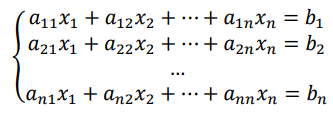 a₁₁x₁ + a₁₂x₂ + ⋯ + a₁ₙxₙ = b₁
a₂₁x₁ + a₂₂x₂ + ⋯ + a₂ₙxₙ = b₂
...
aₙ₁x₁ + aₙ₂x₂ + ⋯ + aₙₙxₙ = bₙ